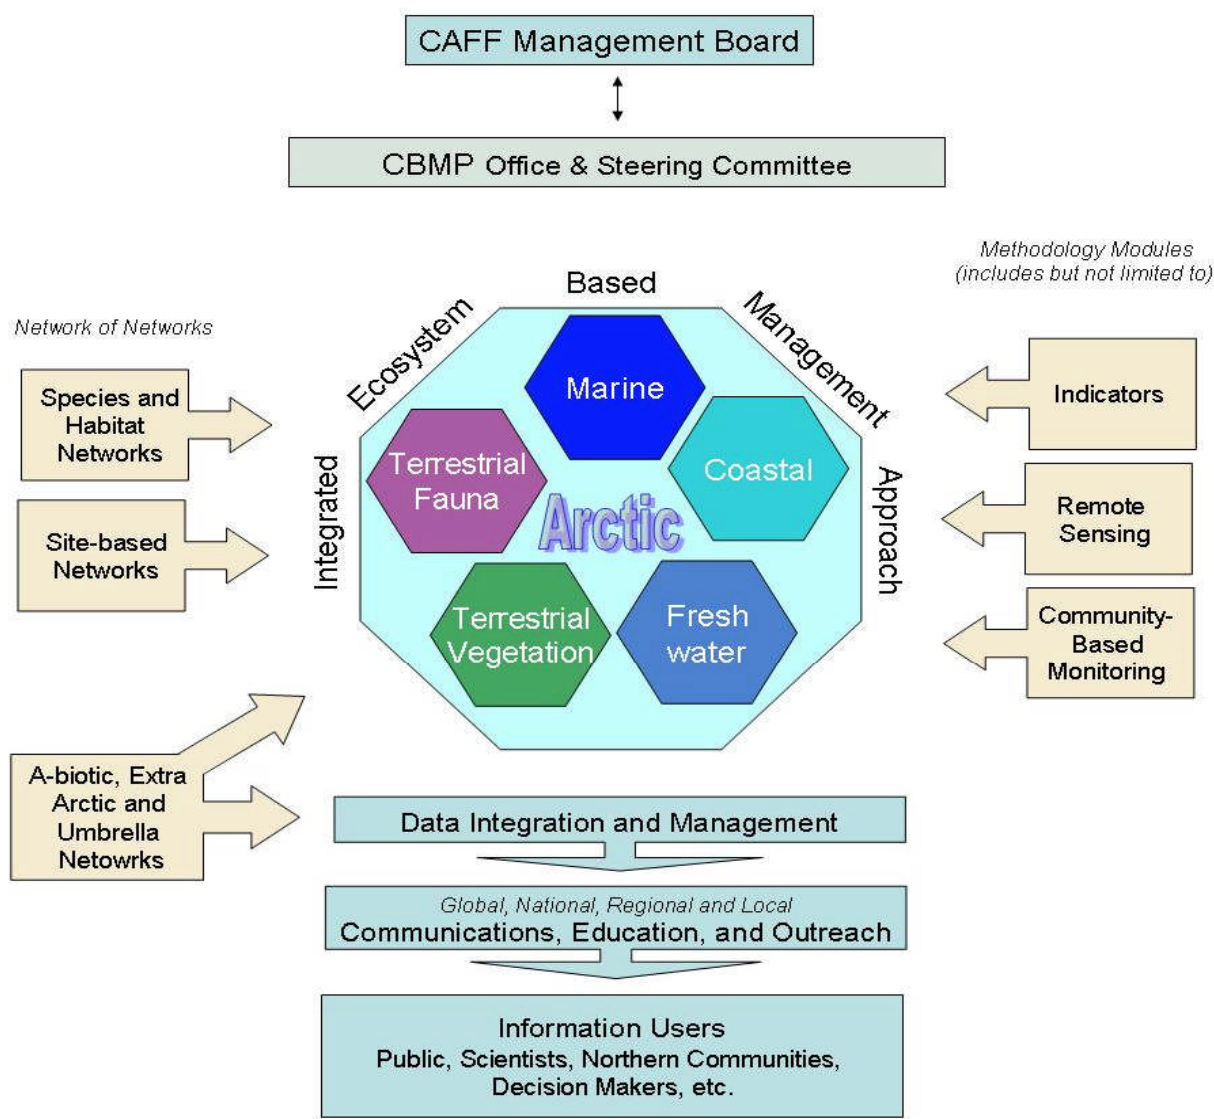 CAFF Management Board
CBMP Office & Steering Committee
Methodology Modules
(includes but not limited to)
Network of Networks
Integrated
Ecosystem
Based
Management
Approach
Species and
Habitat
Networks
Site-based
Networks
A-biotic, Extra
Arctic and
Umbrella
Netowrks
Marine
Terrestrial
Fauna
Coastal
Arctic
Terrestrial
Vegetation
Fresh
water
Indicators
Remote
Sensing
Community-
Based
Monitoring
Data Integration and Management
Global, National, Regional and Local
Communications, Education, and Outreach
Information Users
Public, Scientists, Northern Communities,
Decision Makers, etc.